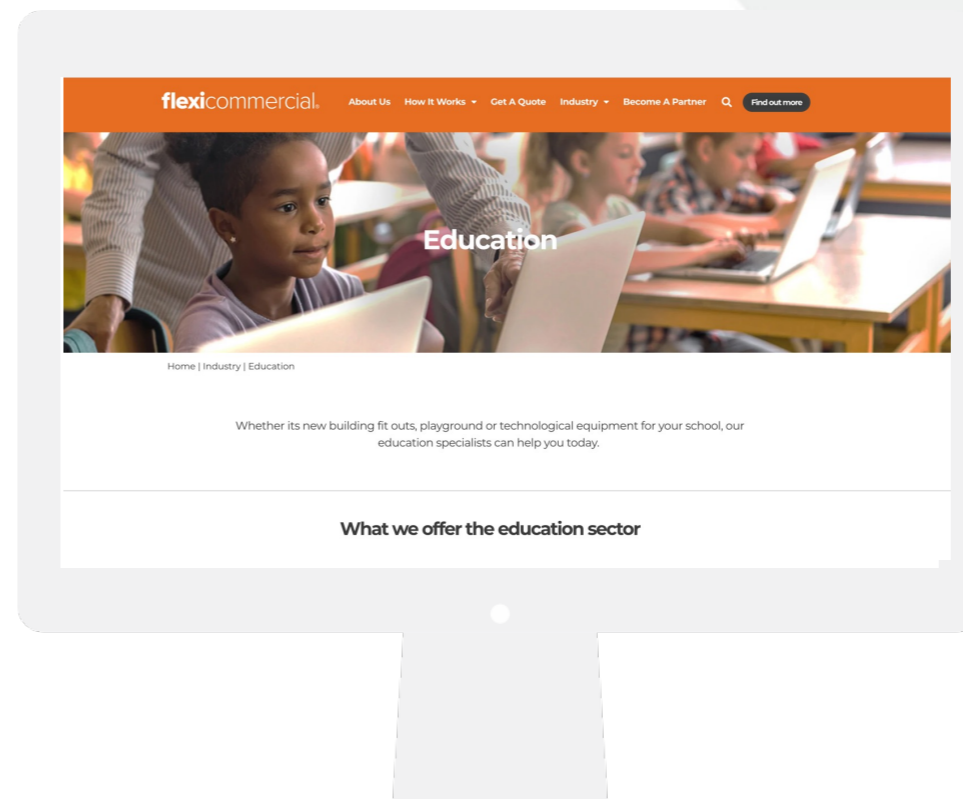 flexicommercial. About Us How It Works Get A Quote Industry Become A Partner Find out more
Education
Home | Industry | Education
Whether its new building fit outs, playground or technological equipment for your school, our
education specialists can help you today.
What we offer the education sector